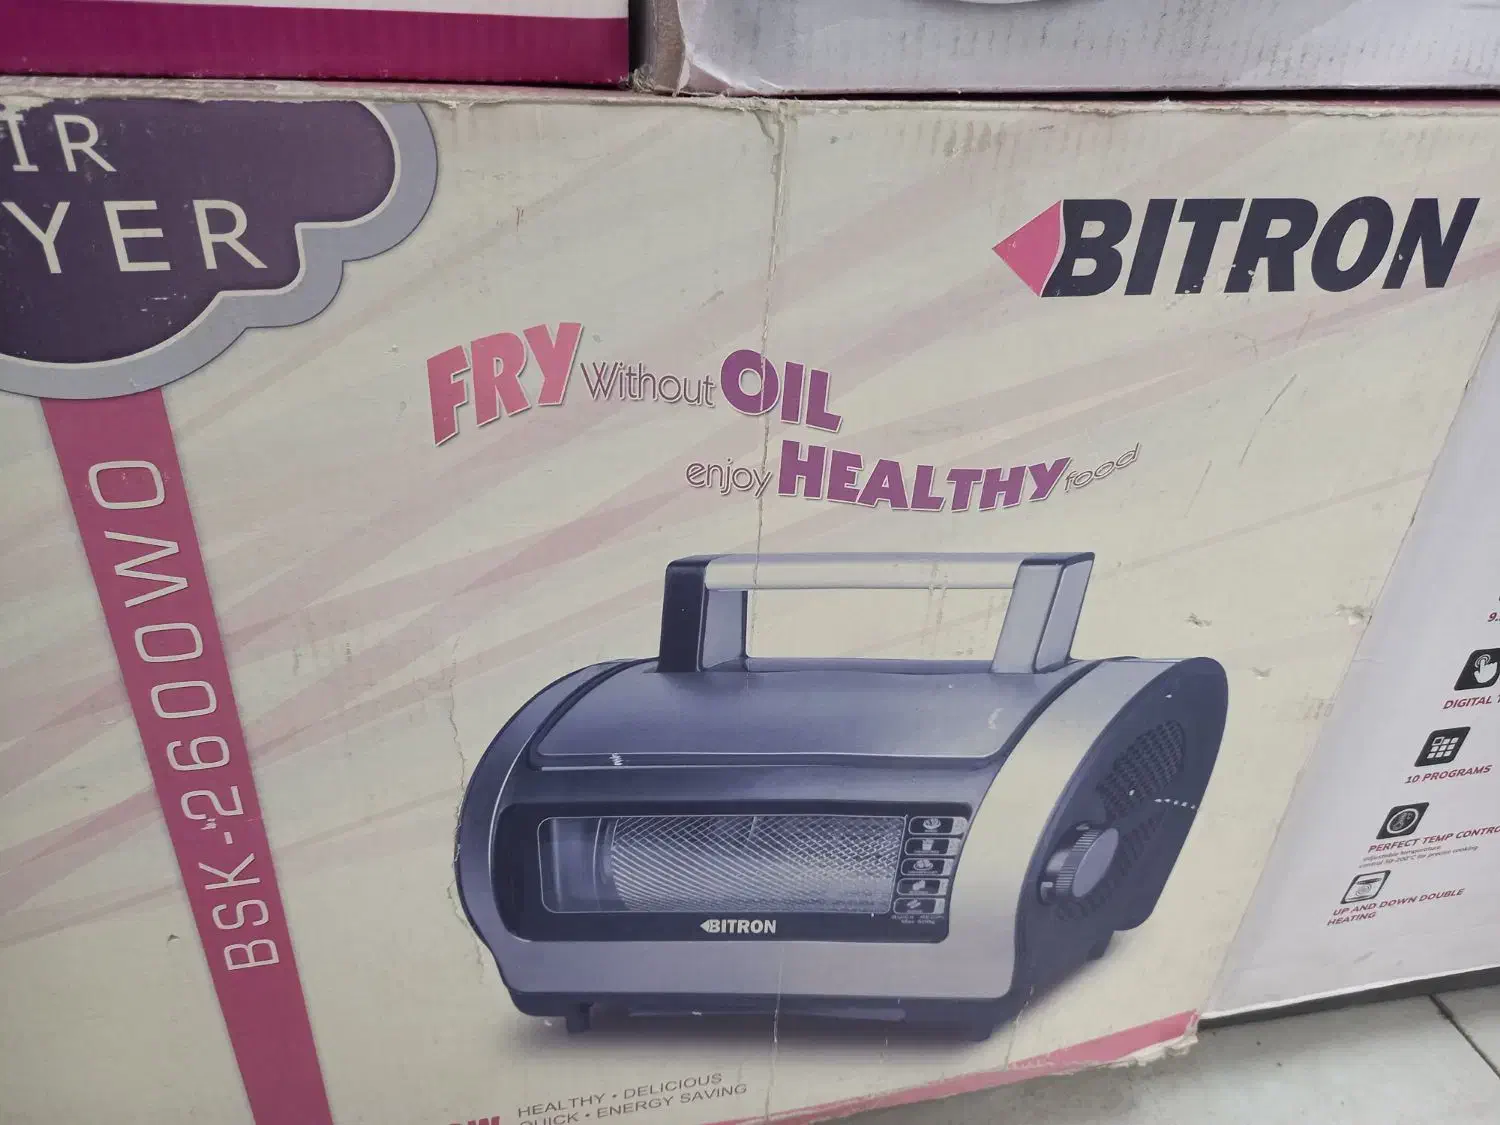 IR
YER
BITRON
FRY Without OIL
enjoy HEALTHY food
BSK-2600WO
BITRON
DIGITAL
10 PROGRAMS
PERFECT TEMP CONTRO
UP AND DOWN DOUBLE
HEATING
HEALTHY • DELICIOUS
QUICK • ENERGY SAVING